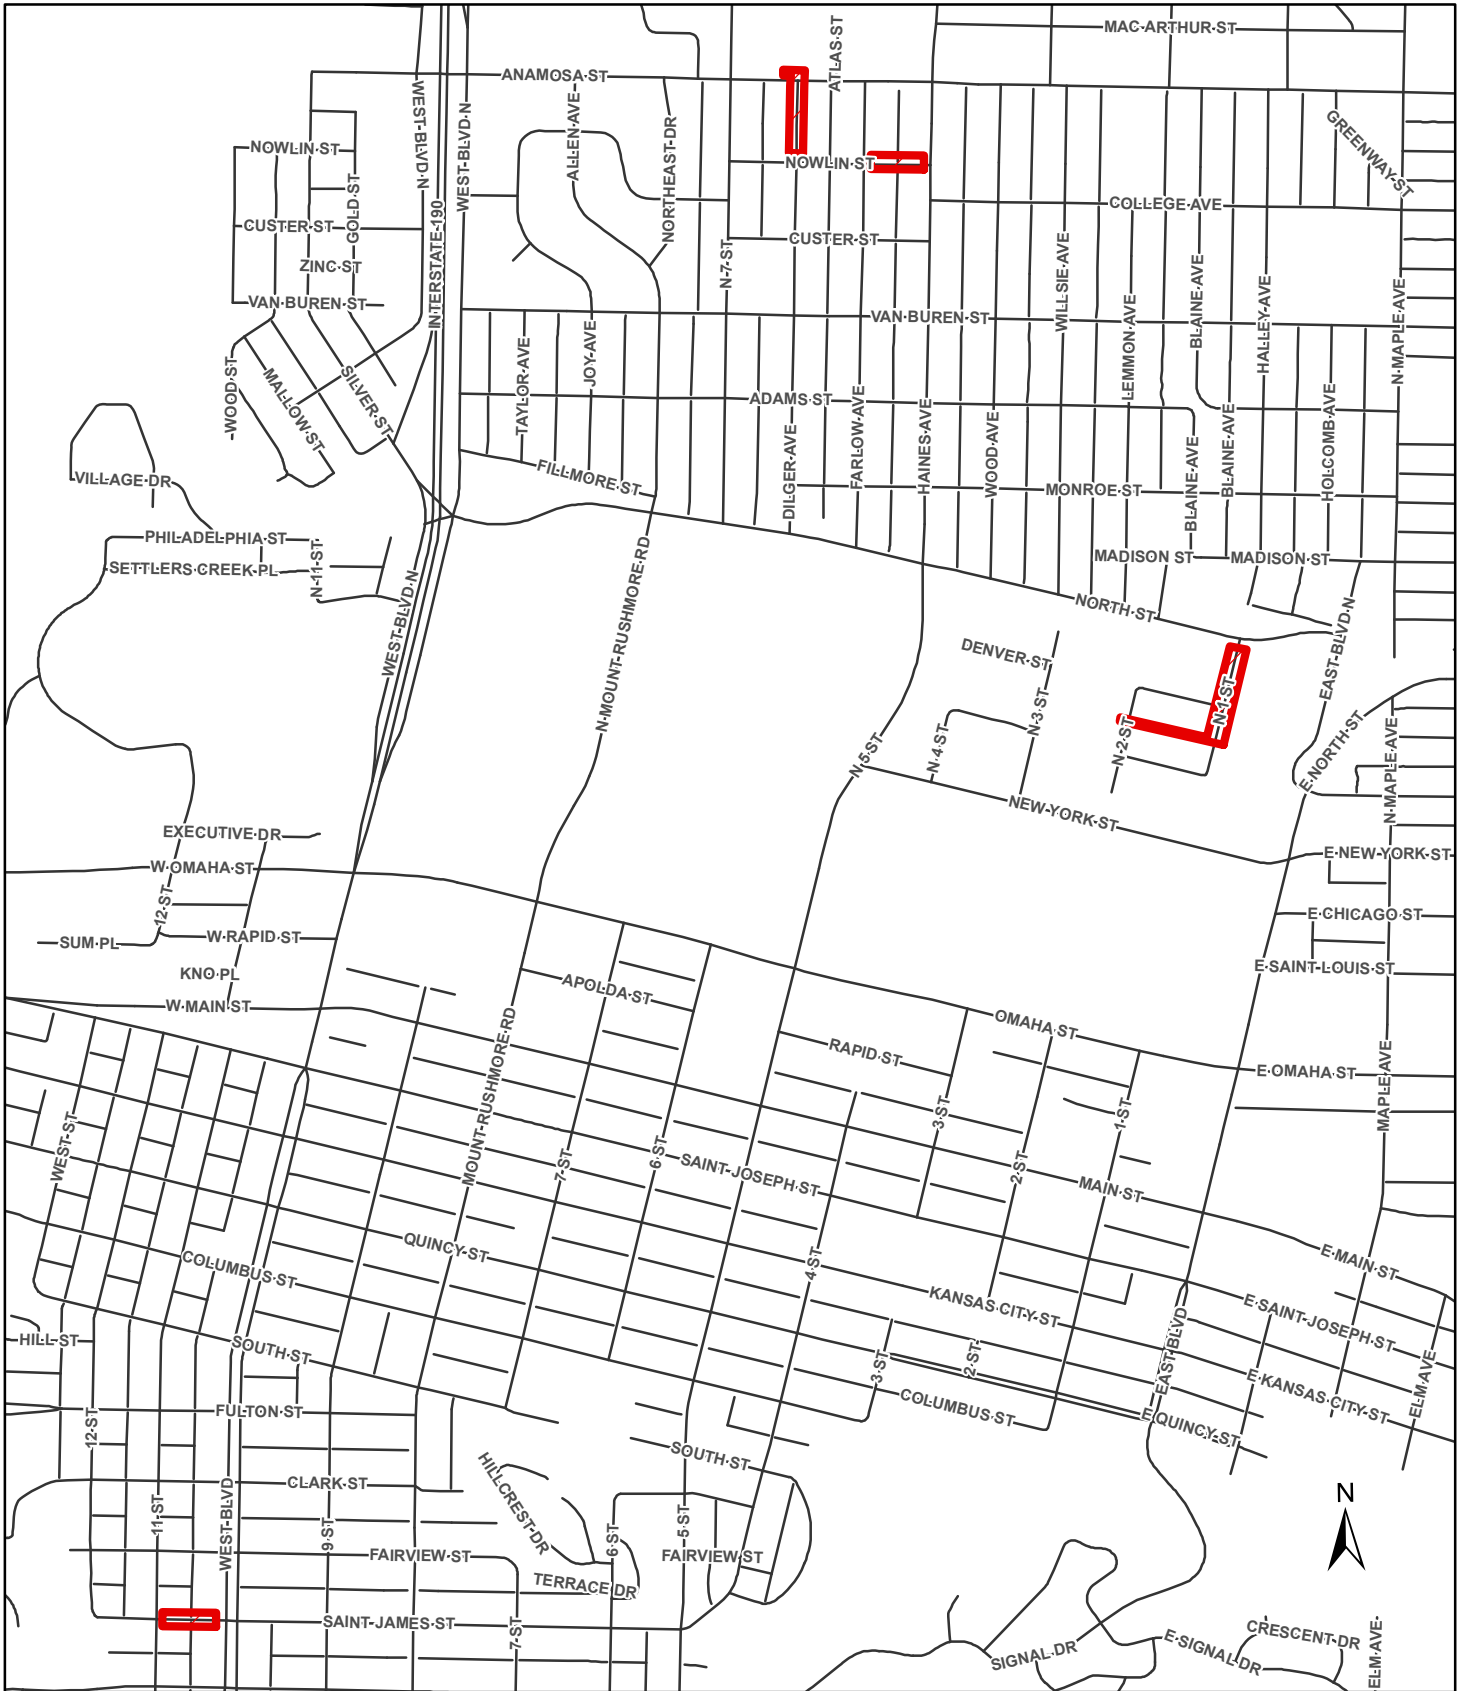 MAC ARTHUR ST
ATLAS ST
ANAMOSA ST
WEST BLVD N
WEST BLVD N
ALLEN AVE
NORTHEAST DR
GREENWAY ST
NOWLIN ST
NOWLIN ST
GOLD ST
COLLEGE AVE
INTERSTATE 190
CUSTER ST
CUSTER ST
N 7 ST
ZINC ST
WILLSIE AVE
BLAINE AVE
HALLEY AVE
N MAPLE AVE
LEMMON AVE
VAN BUREN ST
VAN BUREN ST
TAYLOR AVE
JOY AVE
WOOD ST
MALLOW ST
SILVER ST
ADAMS ST
FARLOW AVE
HAINES AVE
WOOD AVE
DILGER AVE
BLAINE AVE
BLAINE AVE
HOLCOMB AVE
VILLAGE DR
FILLMORE ST
MONROE ST
PHILADELPHIA ST
SETTLERS CREEK PL
N 11 ST
MADISON ST
MADISON ST
WEST BLVD N
N MOUNT RUSHMORE RD
NORTH ST
DENVER ST
EAST BLVD N
N 1 ST
N 3 ST
N 4 ST
N 2 ST
N 5 ST
E NORTH ST
N MAPLE AVE
NEW YORK ST
EXECUTIVE DR
E NEW YORK ST
W OMAHA ST
12 ST
E CHICAGO ST
W RAPID ST
SUM PL
E SAINT LOUIS ST
KNO PL
APOLDA ST
W MAIN ST
OMAHA ST
MOUNT RUSHMORE RD
RAPID ST
E OMAHA ST
MAPLE AVE
3 ST
1 ST
WEST ST
6 ST
7 ST
SAINT JOSEPH ST
2 ST
MAIN ST
QUINCY ST
4 ST
COLUMBUS ST
E MAIN ST
KANSAS CITY ST
E SAINT JOSEPH ST
HILL ST
SOUTH ST
EAST BLVD
3 ST
2 ST
ELM AVE
E KANSAS CITY ST
COLUMBUS ST
FULTON ST
12 ST
E QUINCY ST
SOUTH ST
CLARK ST
HILLCREST DR
N
11 ST
WEST BLVD
9 ST
6 ST
5 ST
FAIRVIEW ST
FAIRVIEW ST
TERRACE DR
SAINT JAMES ST
7 ST
SIGNAL DR
E SIGNAL DR
CRESCENT DR
ELM AVE